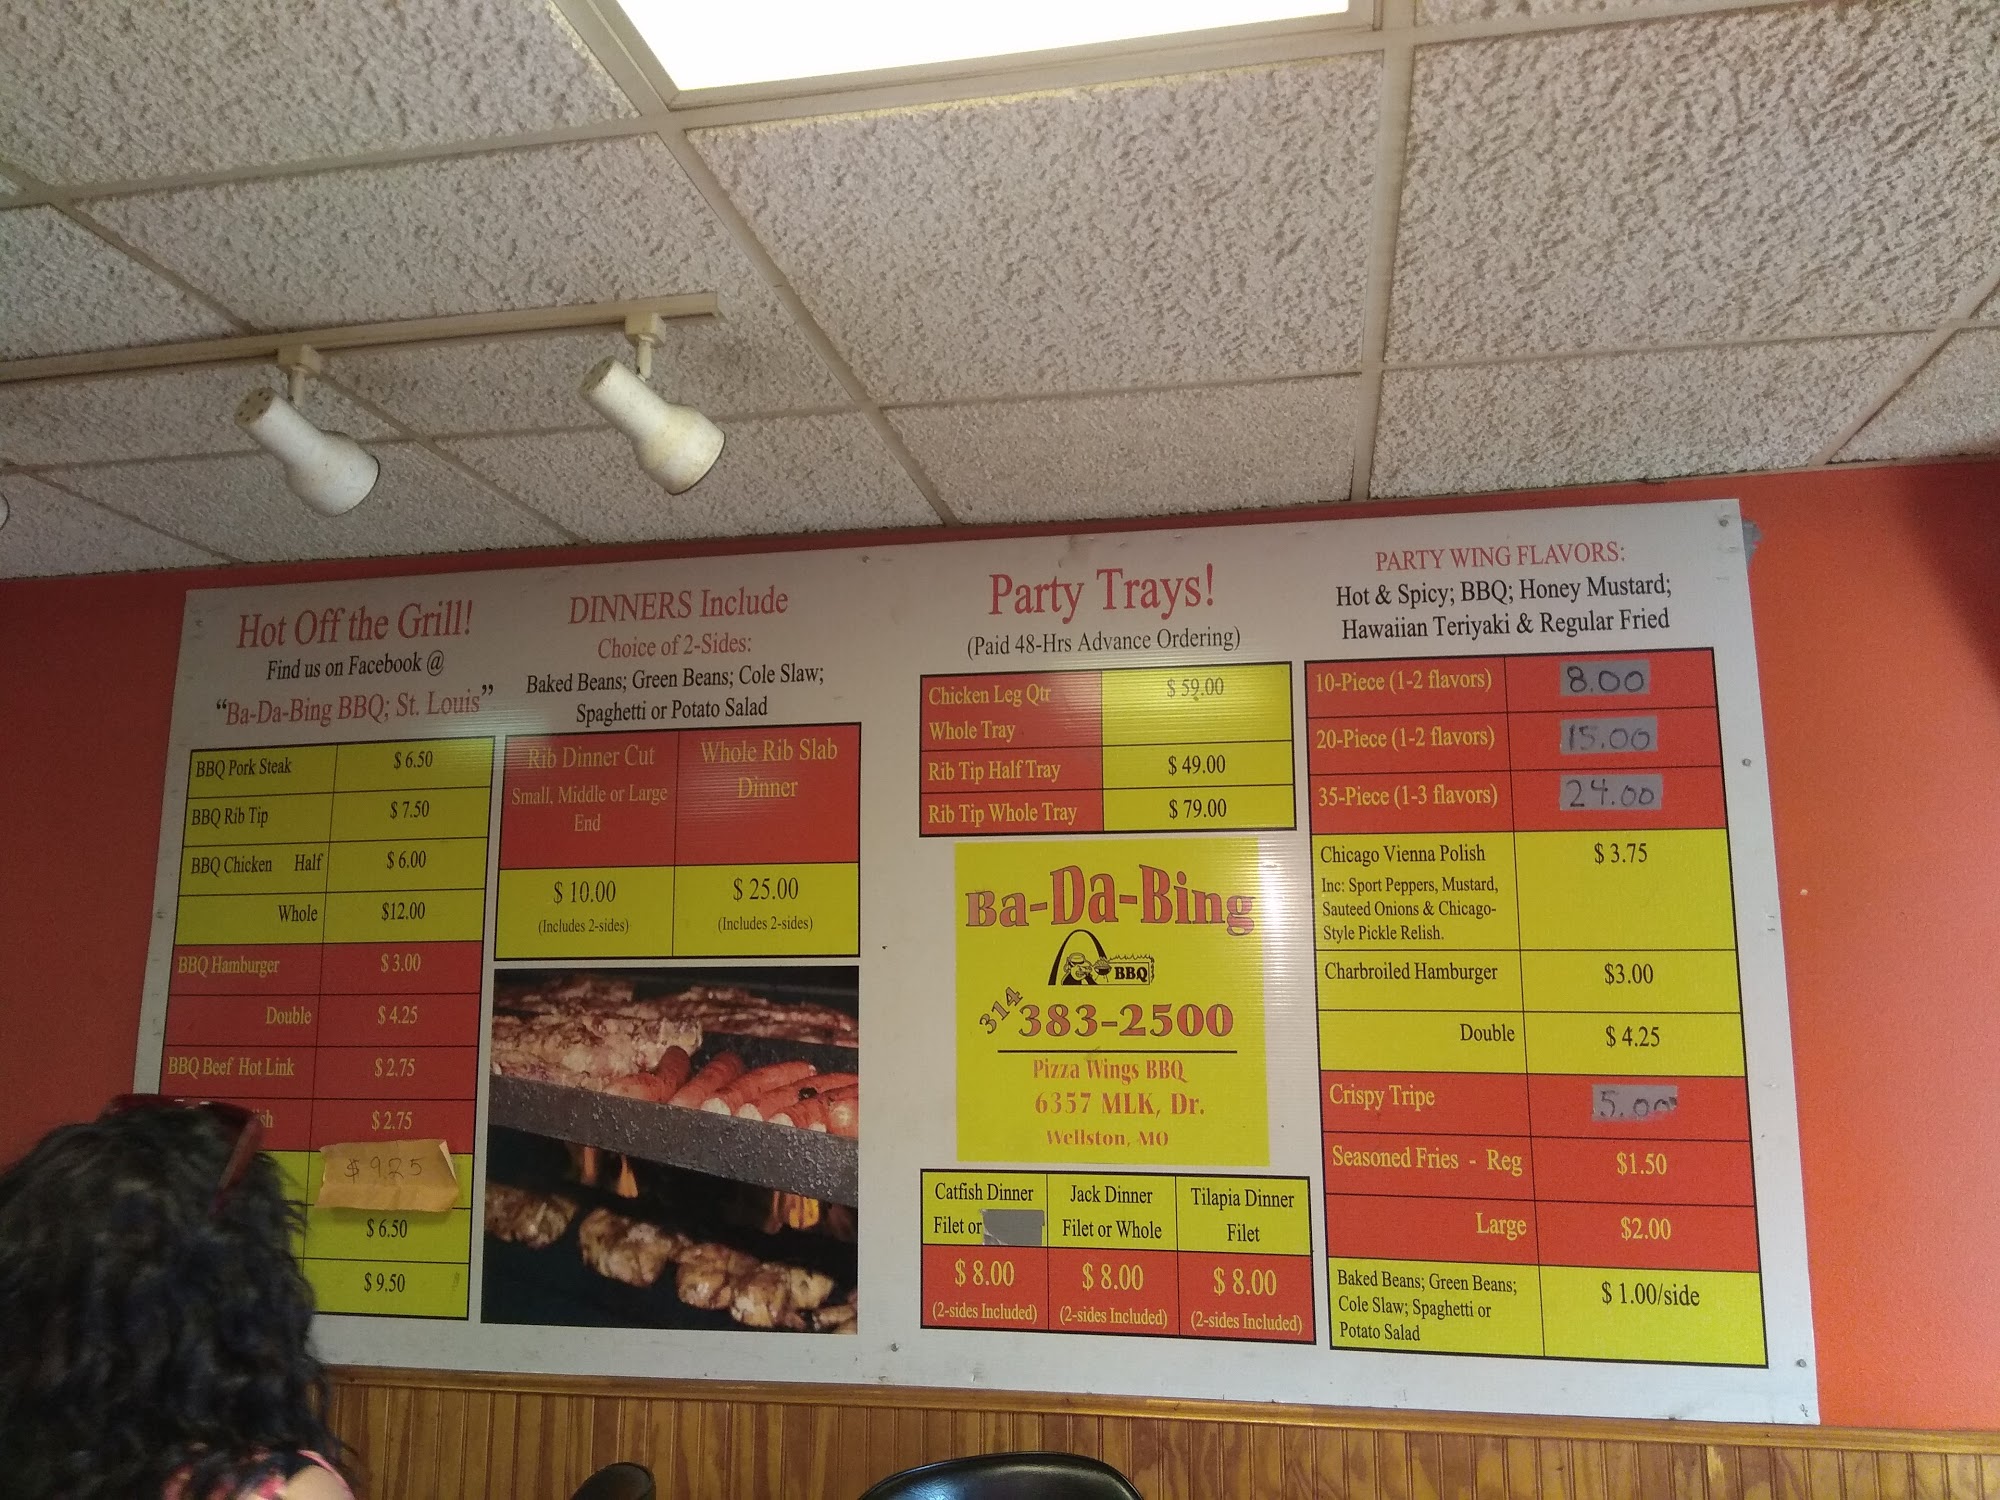 Hot Off the Grill!
Find us on Facebook @
“Ba-Da-Bing BBQ; St. Louis”
BBQ Pork Steak $ 6.50
BBQ Rib Tip $ 7.50
BBQ Chicken Half $ 6.00
Whole $12.00
BBQ Hamburger $ 3.00
Double $ 4.25
BBQ Beef Hot Link $ 2.75
$ 2.75
$ 9.25
$ 6.50
$ 9.50
DINNERS Include
Choice of 2-Sides:
Baked Beans; Green Beans; Cole Slaw;
Spaghetti or Potato Salad
Rib Dinner Cut
Small, Middle or Large
End
$ 10.00
(Includes 2-sides)
Whole Rib Slab
Dinner
$ 25.00
(Includes 2-sides)
Party Trays!
(Paid 48-Hrs Advance Ordering)
Chicken Leg Qtr $ 59.00
Whole Tray
Rib Tip Half Tray $ 49.00
Rib Tip Whole Tray $ 79.00
Ba-Da-Bing
BBQ
314 383-2500
Pizza Wings BBQ
6357 MLK, Dr.
Wellston, MO
Catfish Dinner
Filet or
$ 8.00
(2-sides Included)
Jack Dinner
Filet or Whole
$ 8.00
(2-sides Included)
Tilapia Dinner
Filet
$ 8.00
(2-sides Included)
PARTY WING FLAVORS:
Hot & Spicy; BBQ; Honey Mustard;
Hawaiian Teriyaki & Regular Fried
10-Piece (1-2 flavors) 8.00
20-Piece (1-2 flavors) 15.00
35-Piece (1-3 flavors) 24.00
Chicago Vienna Polish $ 3.75
Inc: Sport Peppers, Mustard,
Sauteed Onions & Chicago-
Style Pickle Relish.
Charbroiled Hamburger $3.00
Double $ 4.25
Crispy Tripe 5.00
Seasoned Fries - Reg $1.50
Large $2.00
Baked Beans; Green Beans; $ 1.00/side
Cole Slaw; Spaghetti or
Potato Salad